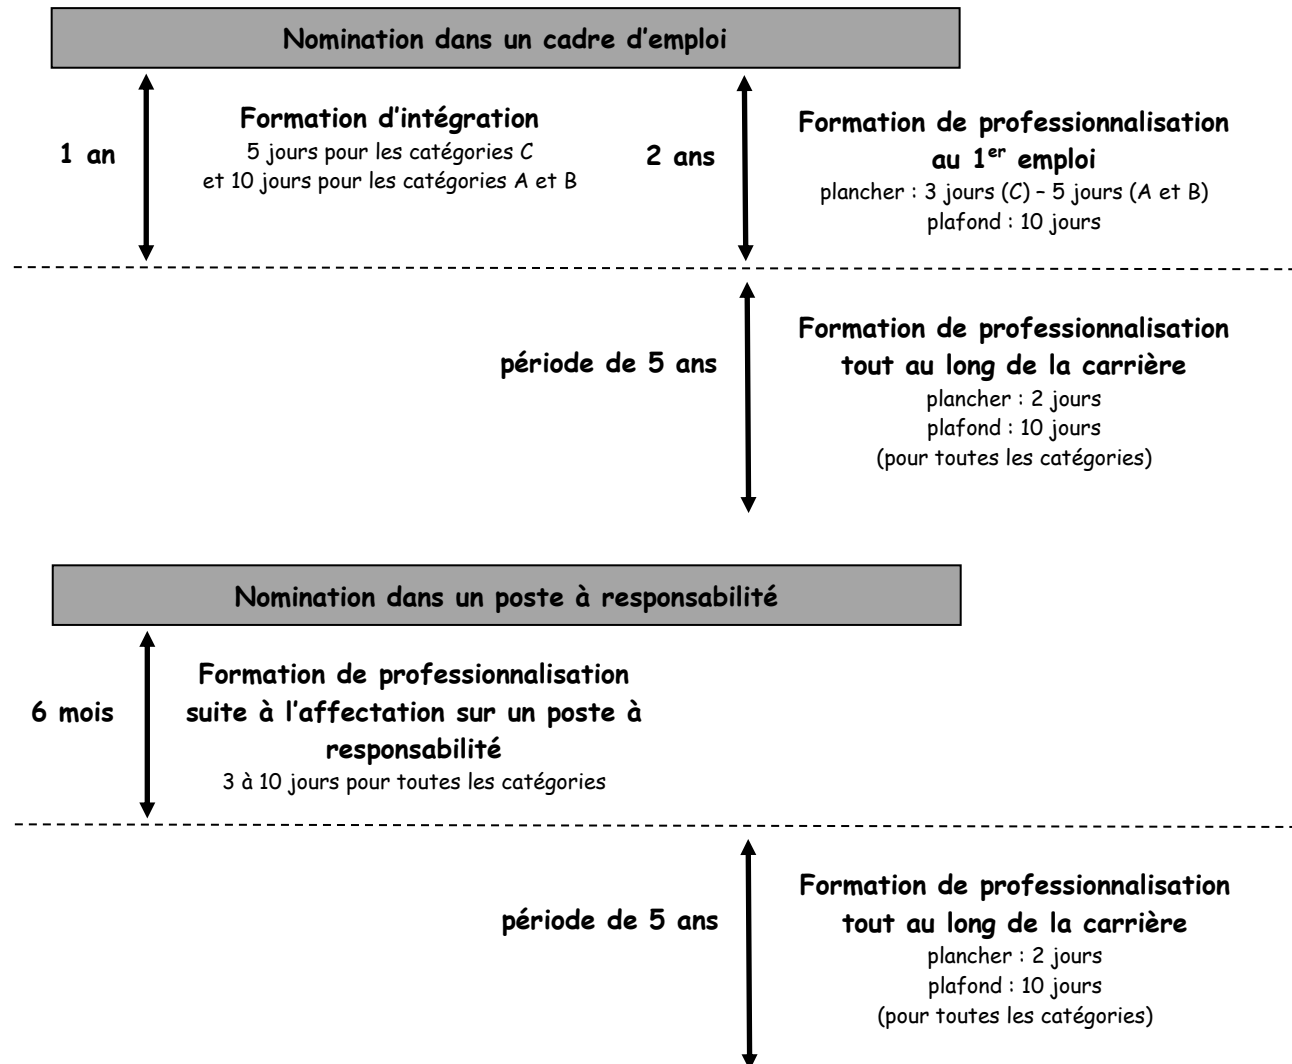 Nomination dans un cadre d'emploi
1 an
Formation d'intégration
5 jours pour les catégories C
et 10 jours pour les catégories A et B
2 ans
Formation de professionnalisation
au 1er emploi
plancher : 3 jours (C) – 5 jours (A et B)
plafond : 10 jours
période de 5 ans
Formation de professionnalisation
tout au long de la carrière
plancher : 2 jours
plafond : 10 jours
(pour toutes les catégories)
Nomination dans un poste à responsabilité
6 mois
Formation de professionnalisation
suite à l'affectation sur un poste à
responsabilité
3 à 10 jours pour toutes les catégories
période de 5 ans
Formation de professionnalisation
tout au long de la carrière
plancher : 2 jours
plafond : 10 jours
(pour toutes les catégories)